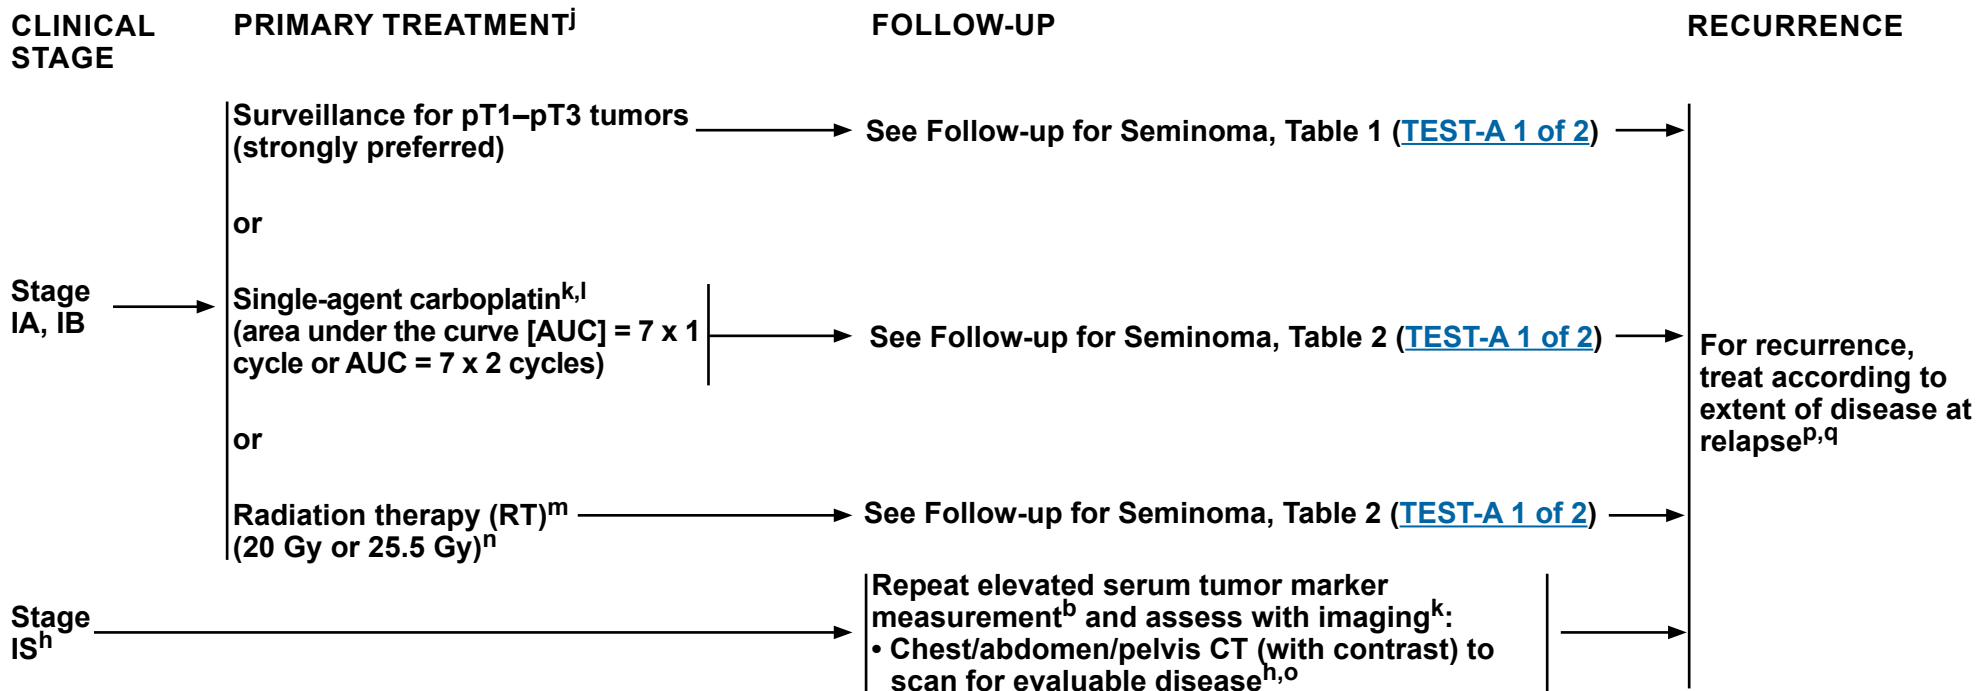 CLINICAL STAGE
PRIMARY TREATMENTj
FOLLOW-UP
RECURRENCE
Stage
IA, IB
Surveillance for pT1–pT3 tumors
(strongly preferred)
See Follow-up for Seminoma, Table 1 (TEST-A 1 of 2)
or
Single-agent carboplatink,l
(area under the curve [AUC] = 7 x 1
cycle or AUC = 7 x 2 cycles)
See Follow-up for Seminoma, Table 2 (TEST-A 1 of 2)
or
Radiation therapy (RT)m
(20 Gy or 25.5 Gy)n
See Follow-up for Seminoma, Table 2 (TEST-A 1 of 2)
For recurrence,
treat according to
extent of disease at
relapsep,q
Stage
ISh
Repeat elevated serum tumor marker
measurementb and assess with imagingk:
• Chest/abdomen/pelvis CT (with contrast) to
scan for evaluable diseaseh,o